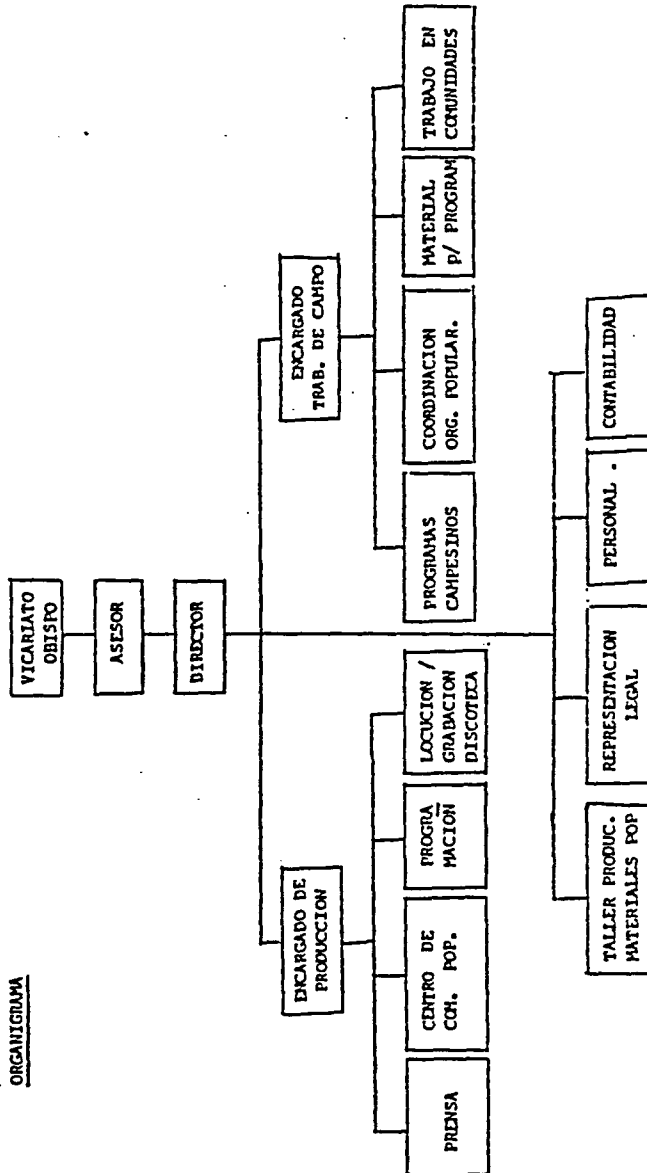 ORGANIGRAMA
VICARIATO
OBISPO
ASESOR
DIRECTOR
ENCARGADO DE
PRODUCCION
ENCARGADO
TRAB. DE CAMPO
PRENSA
CENTRO DE
COM. POP.
PROGRA
MACION
LOCUCION /
GRABACION
DISCOTECA
PROGRAMAS
CAMPESINOS
COORDINACION
ORG. POPULAR.
MATERIAL
p/ PROGRAM
TRABAJO EN
COMUNIDADES
TALLER PRODUC.
MATERIALES POP
REPRESENTACION
LEGAL
PERSONAL .
CONTABILIDAD